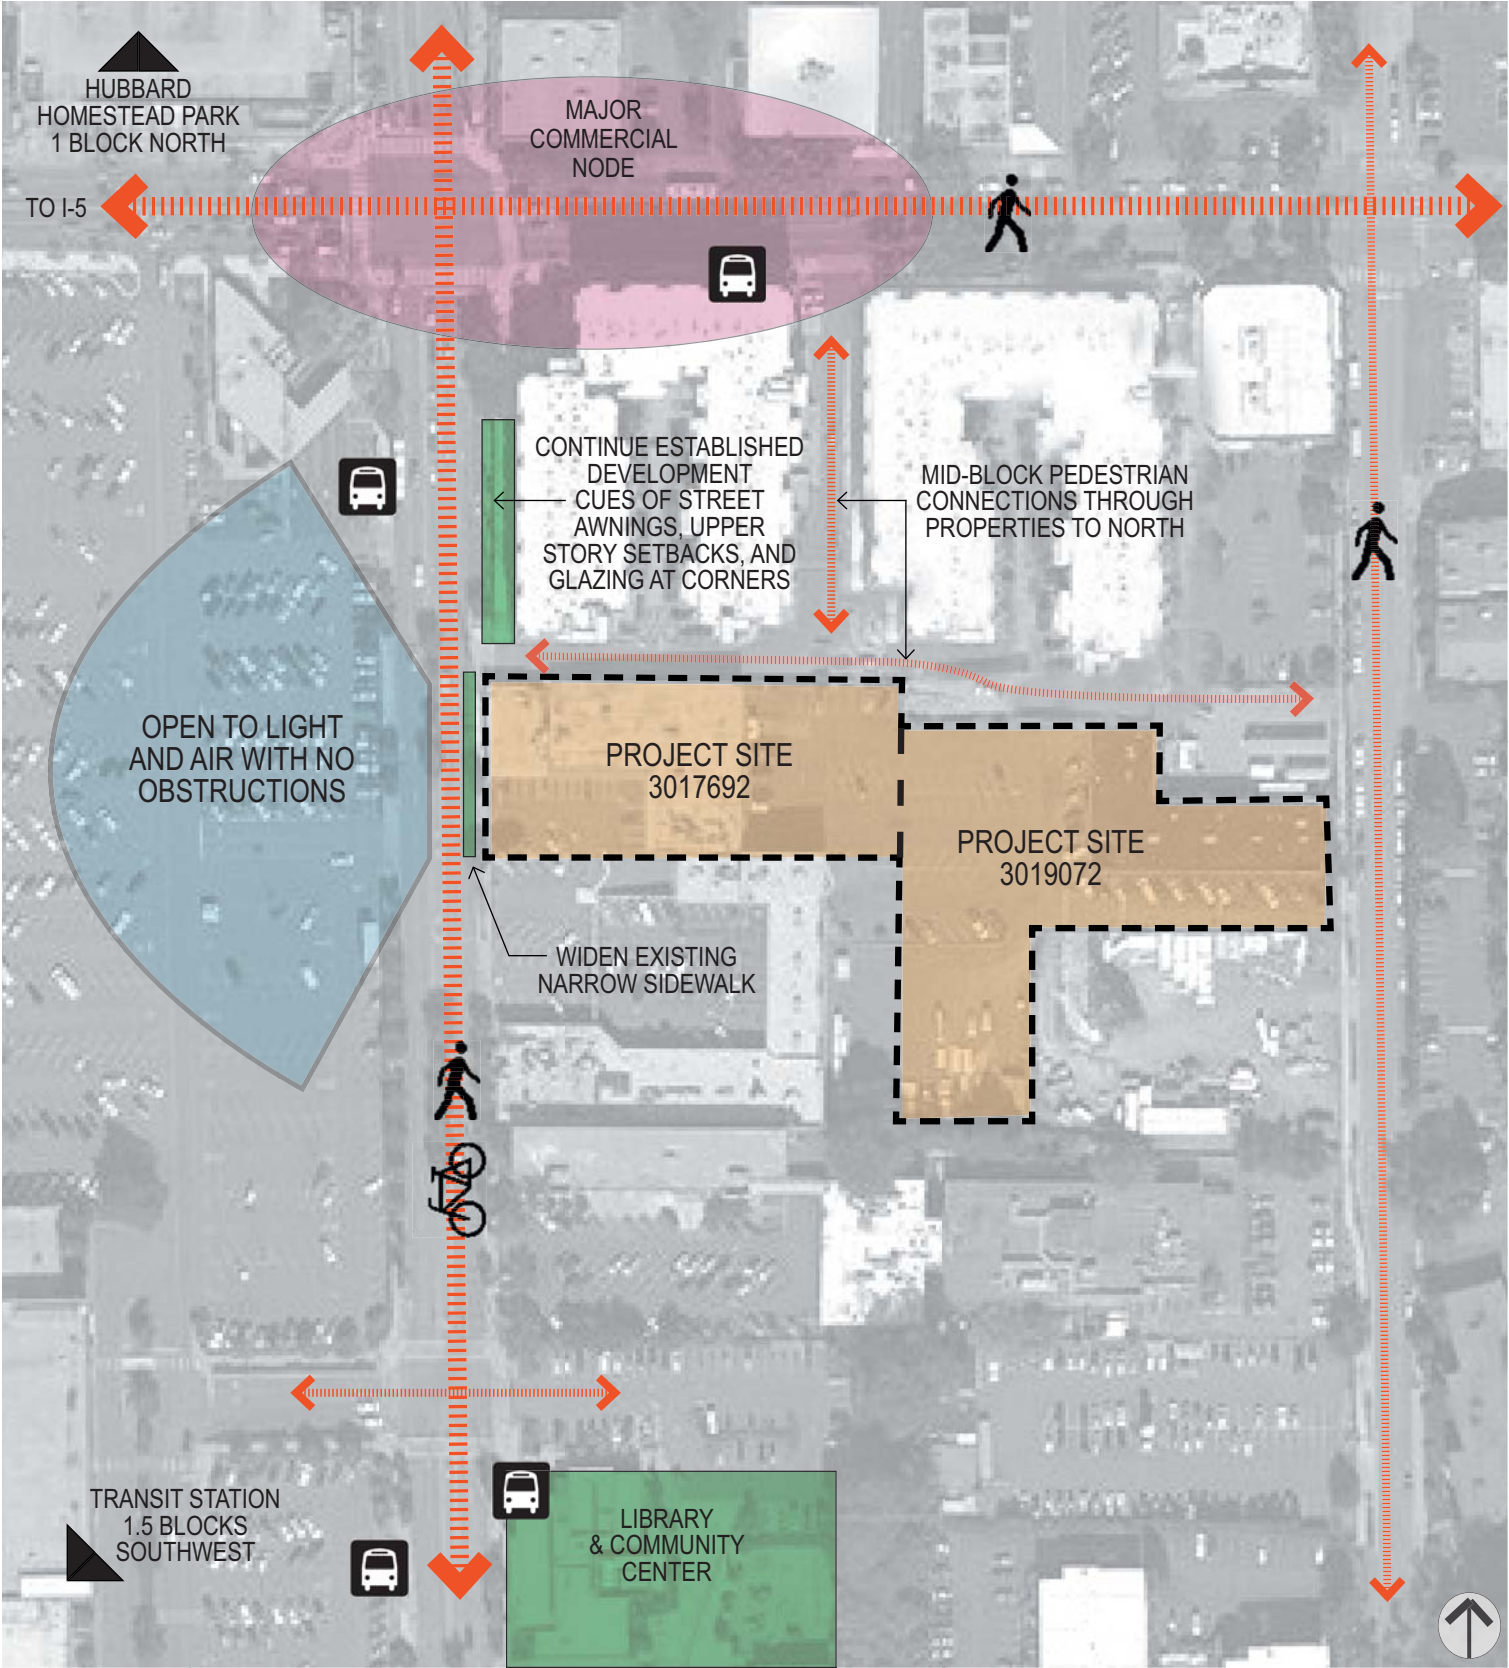 HUBBARD
HOMESTEAD PARK
1 BLOCK NORTH
MAJOR
COMMERCIAL
NODE
TO I-5
CONTINUE ESTABLISHED
DEVELOPMENT
CUES OF STREET
AWNINGS, UPPER
STORY SETBACKS, AND
GLAZING AT CORNERS
MID-BLOCK PEDESTRIAN
CONNECTIONS THROUGH
PROPERTIES TO NORTH
OPEN TO LIGHT
AND AIR WITH NO
OBSTRUCTIONS
PROJECT SITE
3017692
PROJECT SITE
3019072
WIDEN EXISTING
NARROW SIDEWALK
TRANSIT STATION
1.5 BLOCKS
SOUTHWEST
LIBRARY
& COMMUNITY
CENTER